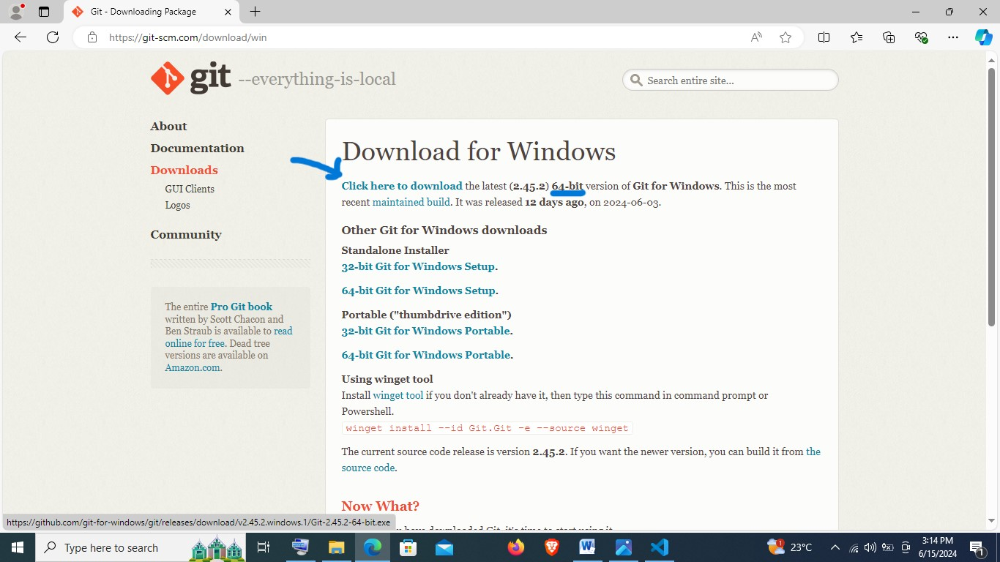 Git - Downloading Package
https://git-scm.com/download/win
git --everything-is-local
Search entire site...
About
Documentation
Downloads
GUI Clients
Logos
Community
The entire Pro Git book
written by Scott Chacon and
Ben Straub is available to read
online for free. Dead tree
versions are available on
Amazon.com.
Download for Windows
Click here to download the latest (2.45.2) 64-bit version of Git for Windows. This is the most
recent maintained build. It was released 12 days ago, on 2024-06-03.
Other Git for Windows downloads
Standalone Installer
32-bit Git for Windows Setup.
64-bit Git for Windows Setup.
Portable ("thumbdrive edition")
32-bit Git for Windows Portable.
64-bit Git for Windows Portable.
Using winget tool
Install winget tool if you don't already have it, then type this command in command prompt or
Powershell.
winget install --id Git.Git -e --source winget
The current source code release is version 2.45.2. If you want the newer version, you can build it from the
source code.
Now What?
have downloaded Git, it's time to start using it.
https://github.com/git-for-windows/git/releases/download/v2.45.2.windows.1/Git-2.45.2-64-bit.exe
Type here to search
1
23°C
3:14 PM
6/15/2024
1